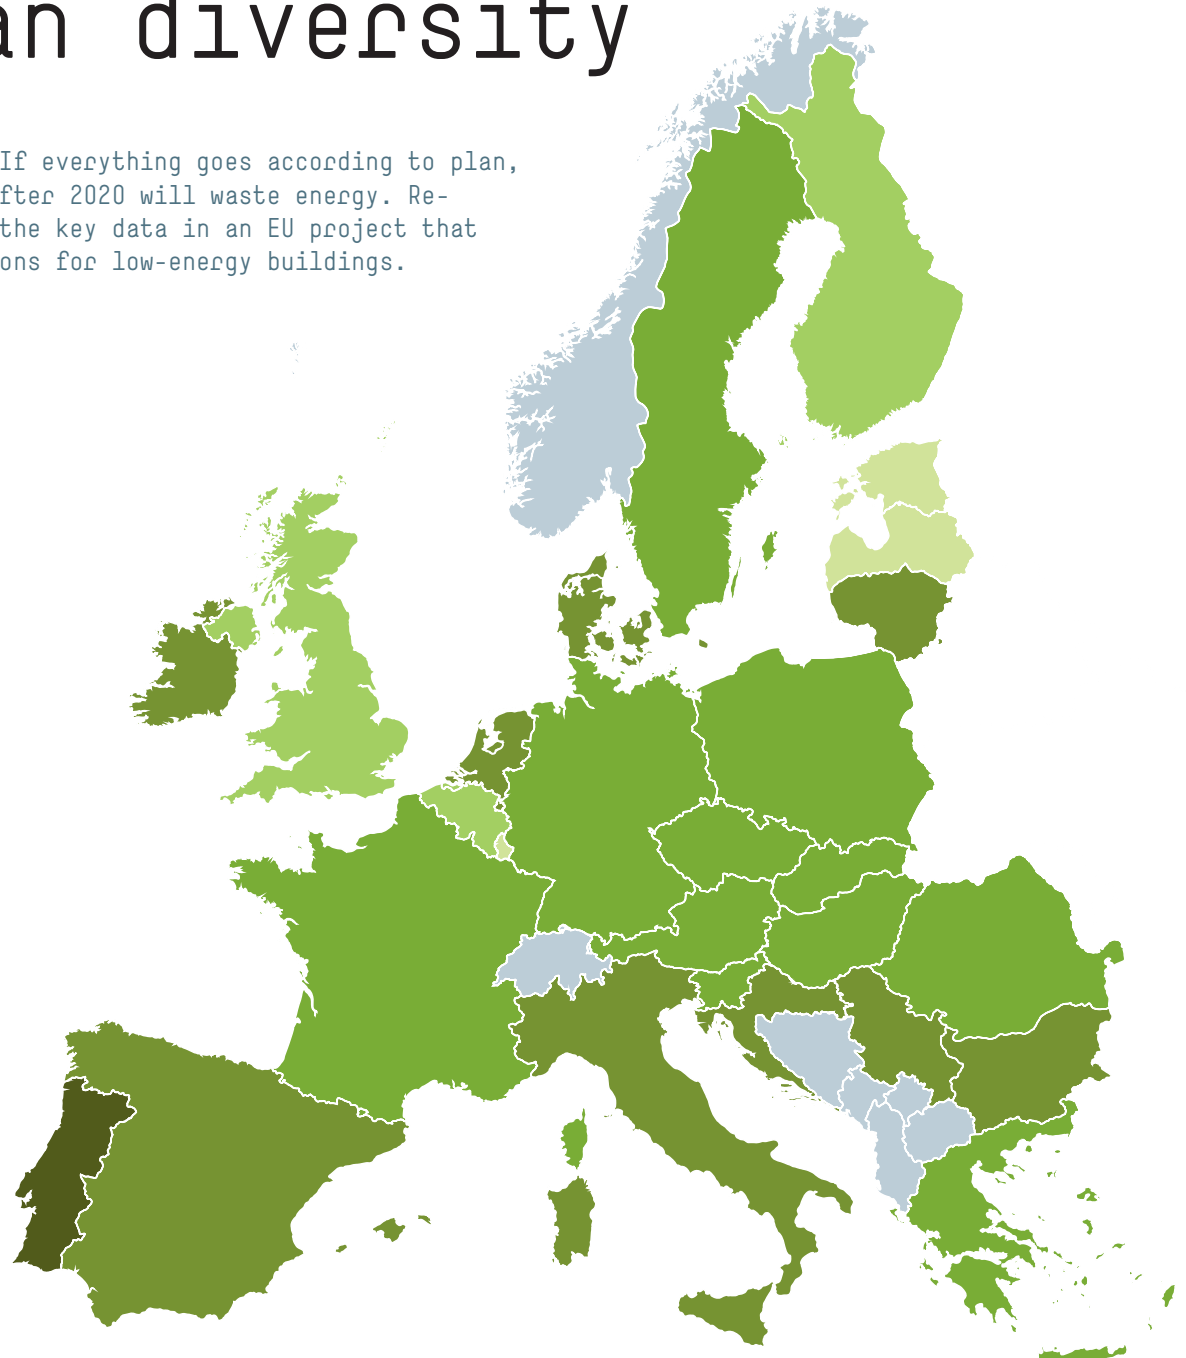 an diversity
If everything goes according to plan,
fter 2020 will waste energy. Re-
the key data in an EU project that
ons for low-energy buildings.